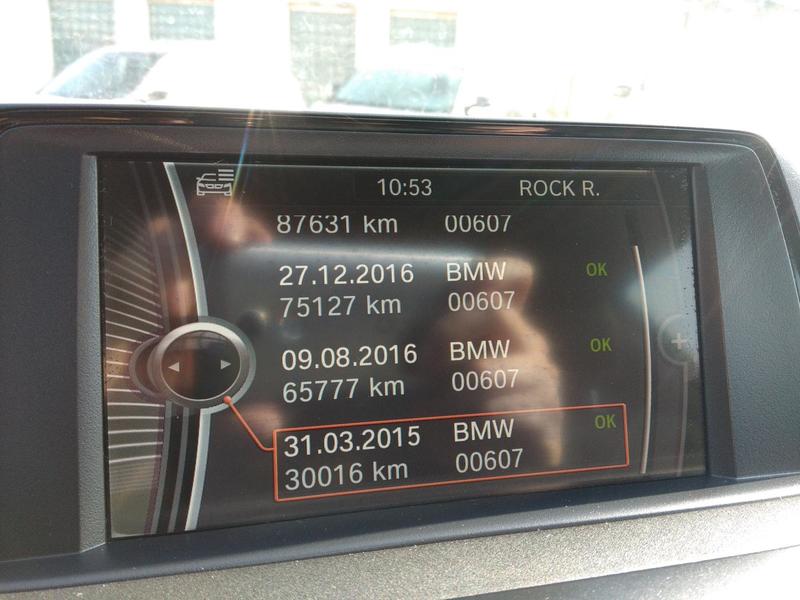 10:53 ROCK R.
87631 km 00607
27.12.2016 BMW OK
75127 km 00607
09.08.2016 BMW OK
65777 km 00607
31.03.2015 BMW OK
30016 km 00607